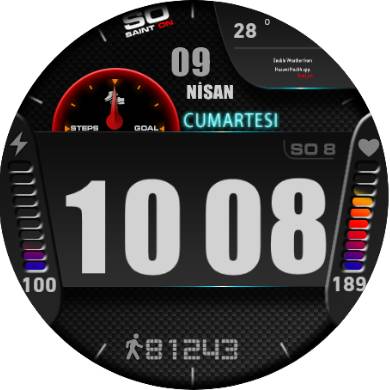 SO
SAINT ON
28 °
09
NİSAN
CUMARTESI
STEPS GOAL
SO 8
10 08
100
189
81243